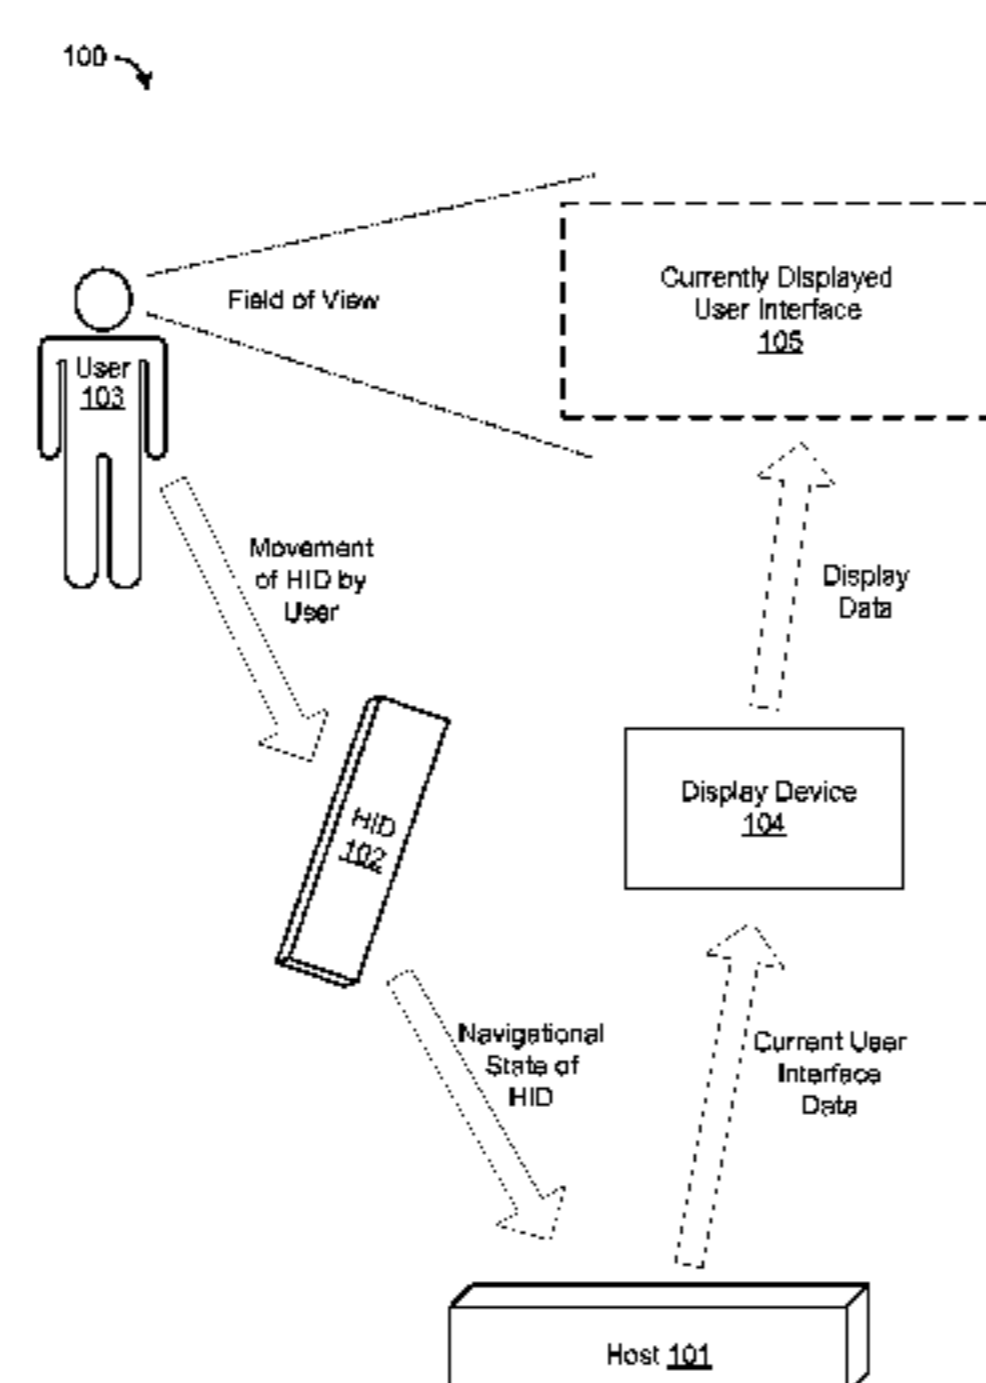 100
Currently Displayed
User Interface
105
Field of View
User
103
Movement
of HID by
User
Display
Data
HID
102
Display Device
104
Navigational
State of
HID
Current User
Interface
Data
Host 101